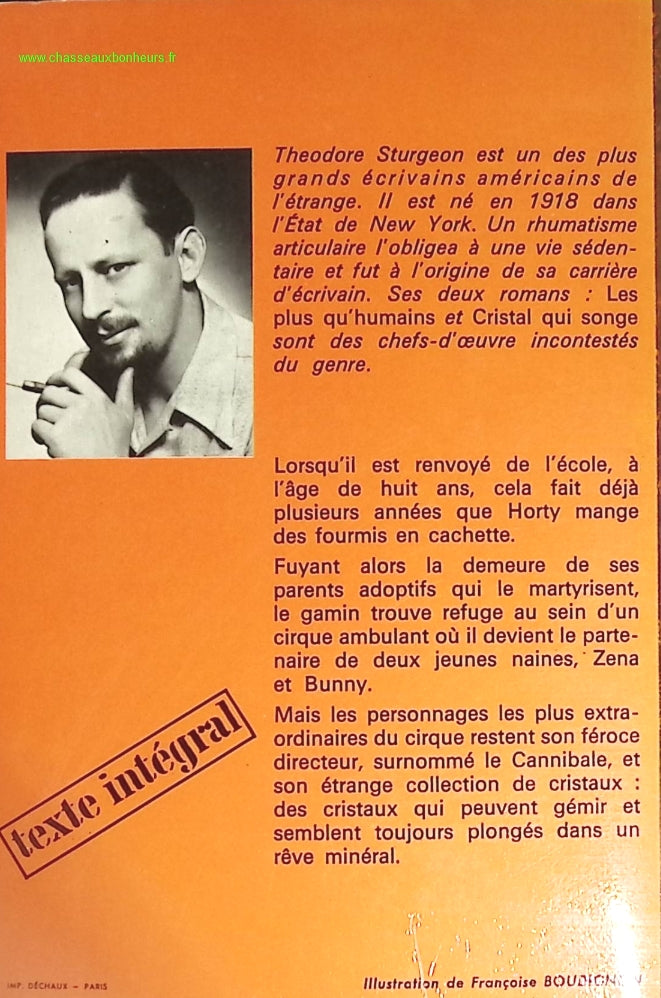 www.chasseauxbonheurs.fr
Theodore Sturgeon est un des plus
grands écrivains américains de
l'étrange. Il est né en 1918 dans
l'État de New York. Un rhumatisme
articulaire l'obligea à une vie séden-
taire et fut à l'origine de sa carrière
d'écrivain. Ses deux romans : Les
plus qu'humains et Cristal qui songe
sont des chefs-d'œuvre incontestés
du genre.
Lorsqu'il est renvoyé de l'école, à
l'âge de huit ans, cela fait déjà
plusieurs années que Horty mange
des fourmis en cachette.
Fuyant alors la demeure de ses
parents adoptifs qui le martyrisent,
le gamin trouve refuge au sein d'un
cirque ambulant où il devient le parte-
naire de deux jeunes naines, Zena
et Bunny.
Mais les personnages les plus extra-
ordinaires du cirque restent son féroce
directeur, surnommé le Cannibale, et
son étrange collection de cristaux :
des cristaux qui peuvent gémir et
semblent toujours plongés dans un
rêve minéral.
texte intégral
IMP. DÉCHAUX – PARIS
Illustration de Françoise